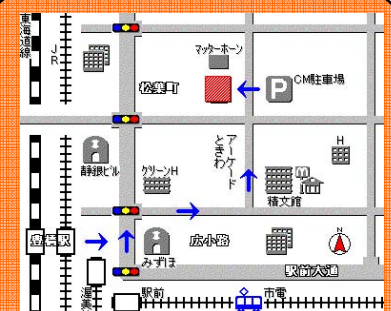 東海道線
JR
マッターホーン
松葉町
P
CM駐車場
静銀ビル
グリーンH
アーケード
ときわ
H
m
精文館
豊橋駅
広小路
みずほ
N
駅前大通
渥美
駅前
市電